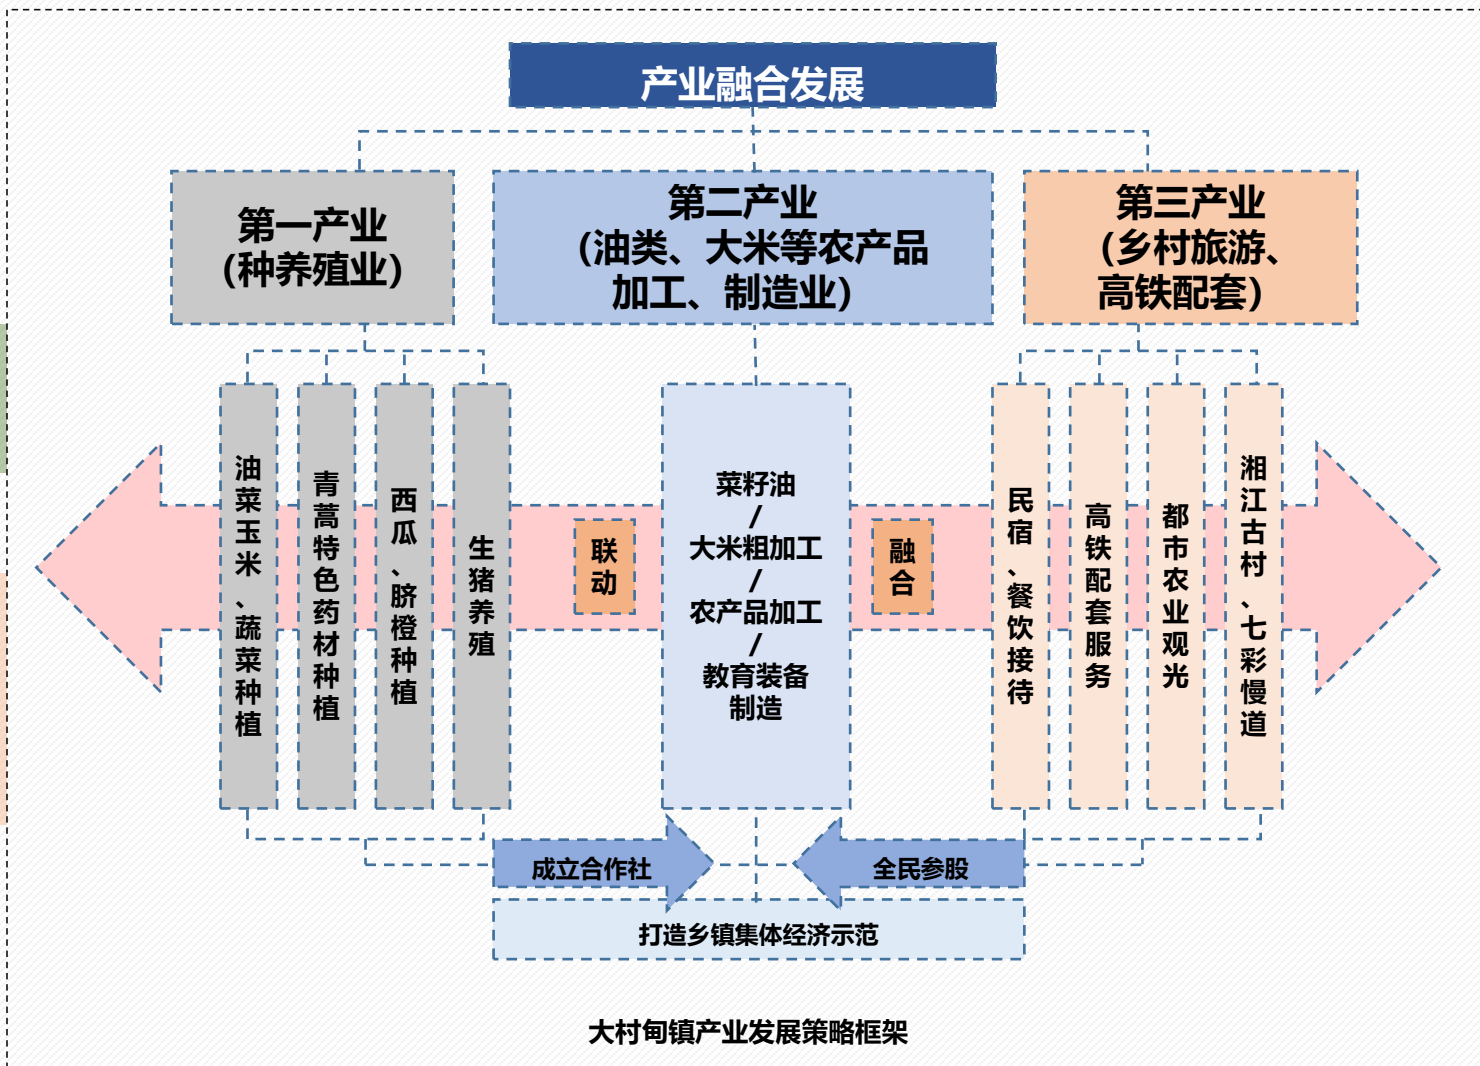 产业融合发展
第一产业
（种养殖业）
第二产业
（油类、大米等农产品
加工、制造业）
第三产业
（乡村旅游、
高铁配套）
油菜玉米、蔬菜种植
青蒿特色药材种植
西瓜、脐橙种植
生猪养殖
联动
菜籽油
/
大米粗加工
/
农产品加工
/
教育装备
制造
融合
民宿、餐饮接待
高铁配套服务
都市农业观光
湘江古村、七彩慢道
成立合作社
全民参股
打造乡镇集体经济示范
大村甸镇产业发展策略框架